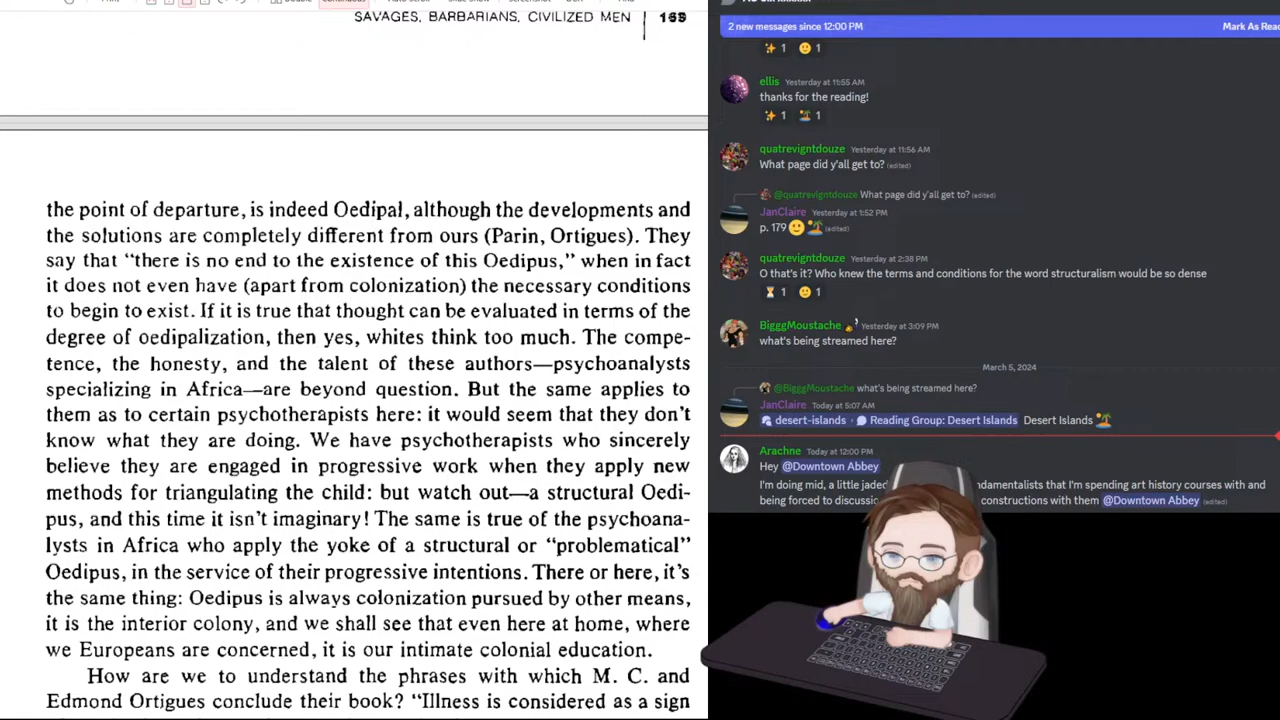 SAVAGES, BARBARIANS, CIVILIZED MEN | 169
the point of departure, is indeed Oedipal, although the developments and
the solutions are completely different from ours (Parin, Ortigues). They
say that “there is no end to the existence of this Oedipus,” when in fact
it does not even have (apart from colonization) the necessary conditions
to begin to exist. If it is true that thought can be evaluated in terms of the
degree of oedipalization, then yes, whites think too much. The compe-
tence, the honesty, and the talent of these authors—psychoanalysts
specializing in Africa—are beyond question. But the same applies to
them as to certain psychotherapists here: it would seem that they don’t
know what they are doing. We have psychotherapists who sincerely
believe they are engaged in progressive work when they apply new
methods for triangulating the child: but watch out—a structural Oedi-
pus, and this time it isn’t imaginary! The same is true of the psychoana-
lysts in Africa who apply the yoke of a structural or “problematical”
Oedipus, in the service of their progressive intentions. There or here, it’s
the same thing: Oedipus is always colonization pursued by other means,
it is the interior colony, and we shall see that even here at home, where
we Europeans are concerned, it is our intimate colonial education.
How are we to understand the phrases with which M. C. and
Edmond Ortigues conclude their book? “Illness is considered as a sign
2 new messages since 12:00 PM Mark As Rea
1 1
ellis Yesterday at 11:55 AM
thanks for the reading!
1 1
quatrevigntdouze Yesterday at 11:56 AM
What page did y'all get to? (edited)
@quatrevigntdouze What page did y'all get to? (edited)
JanClaire Yesterday at 1:52 PM
p. 179 (edited)
quatrevigntdouze Yesterday at 2:38 PM
O that's it? Who knew the terms and conditions for the word structuralism would be so dense
1 1
BigggMoustache Yesterday at 3:09 PM
what's being streamed here?
March 5, 2024
@BigggMoustache what's being streamed here?
JanClaire Today at 5:07 AM
desert-islands › Reading Group: Desert Islands Desert Islands
Arachne Today at 12:00 PM
Hey @Downtown Abbey
I'm doing mid, a little jaded ndamentalists that I'm spending art history courses with and
being forced to discussio constructions with them @Downtown Abbey (edited)